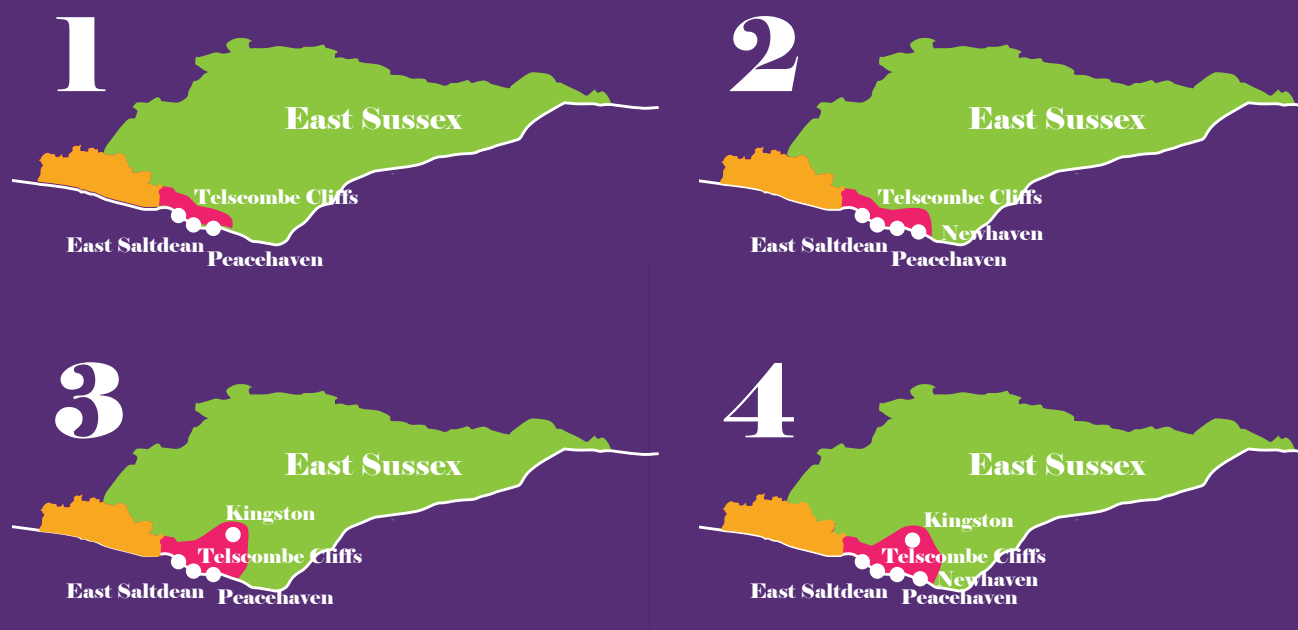 1
East Sussex
Telscombe Cliffs
East Saltdean
Peacehaven
2
East Sussex
Telscombe Cliffs
Newhaven
East Saltdean
Peacehaven
3
East Sussex
Kingston
Telscombe Cliffs
East Saltdean
Peacehaven
4
East Sussex
Kingston
Telscombe Cliffs
Newhaven
East Saltdean
Peacehaven